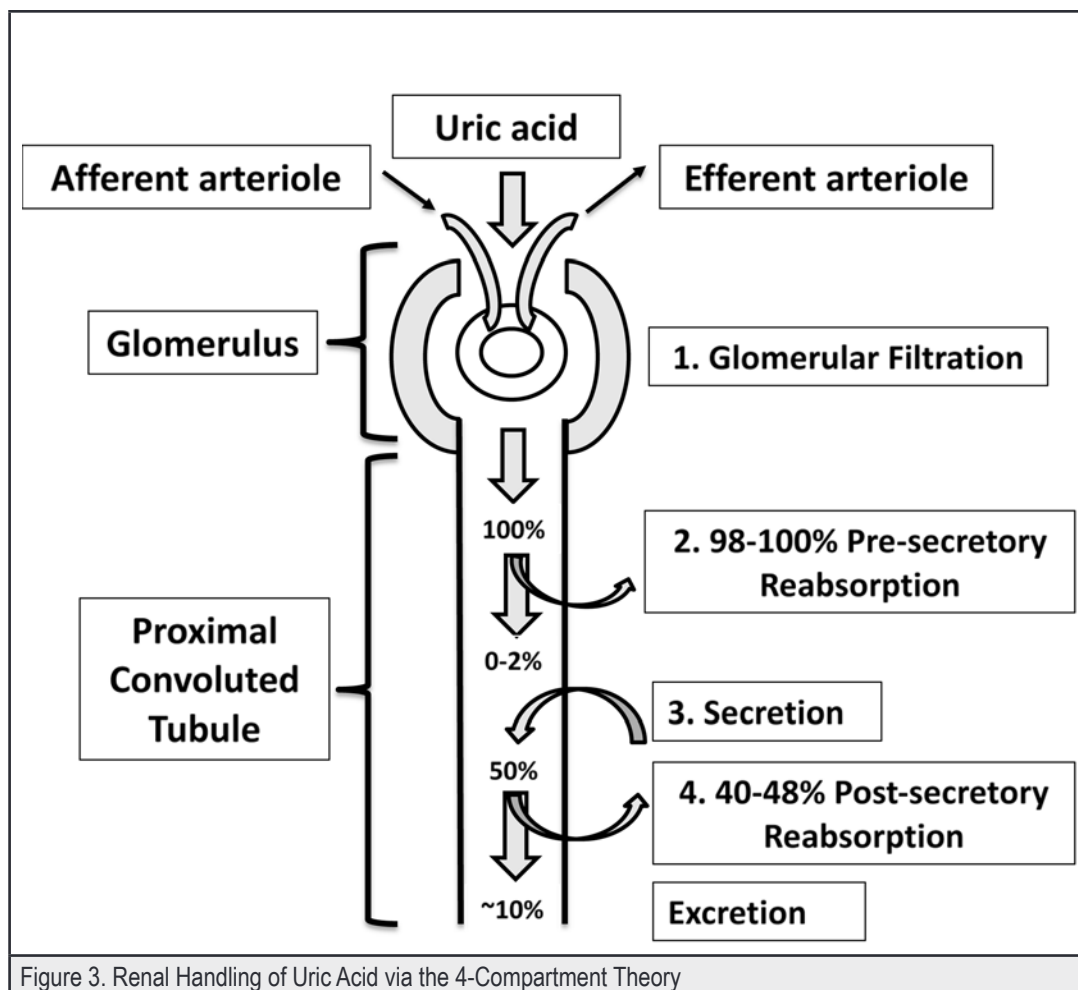 Uric acid
Afferent arteriole
Efferent arteriole
Glomerulus
1. Glomerular Filtration
100%
2. 98-100% Pre-secretory
Reabsorption
Proximal
Convoluted
Tubule
0-2%
3. Secretion
50%
4. 40-48% Post-secretory
Reabsorption
~10%
Excretion
Figure 3. Renal Handling of Uric Acid via the 4-Compartment Theory